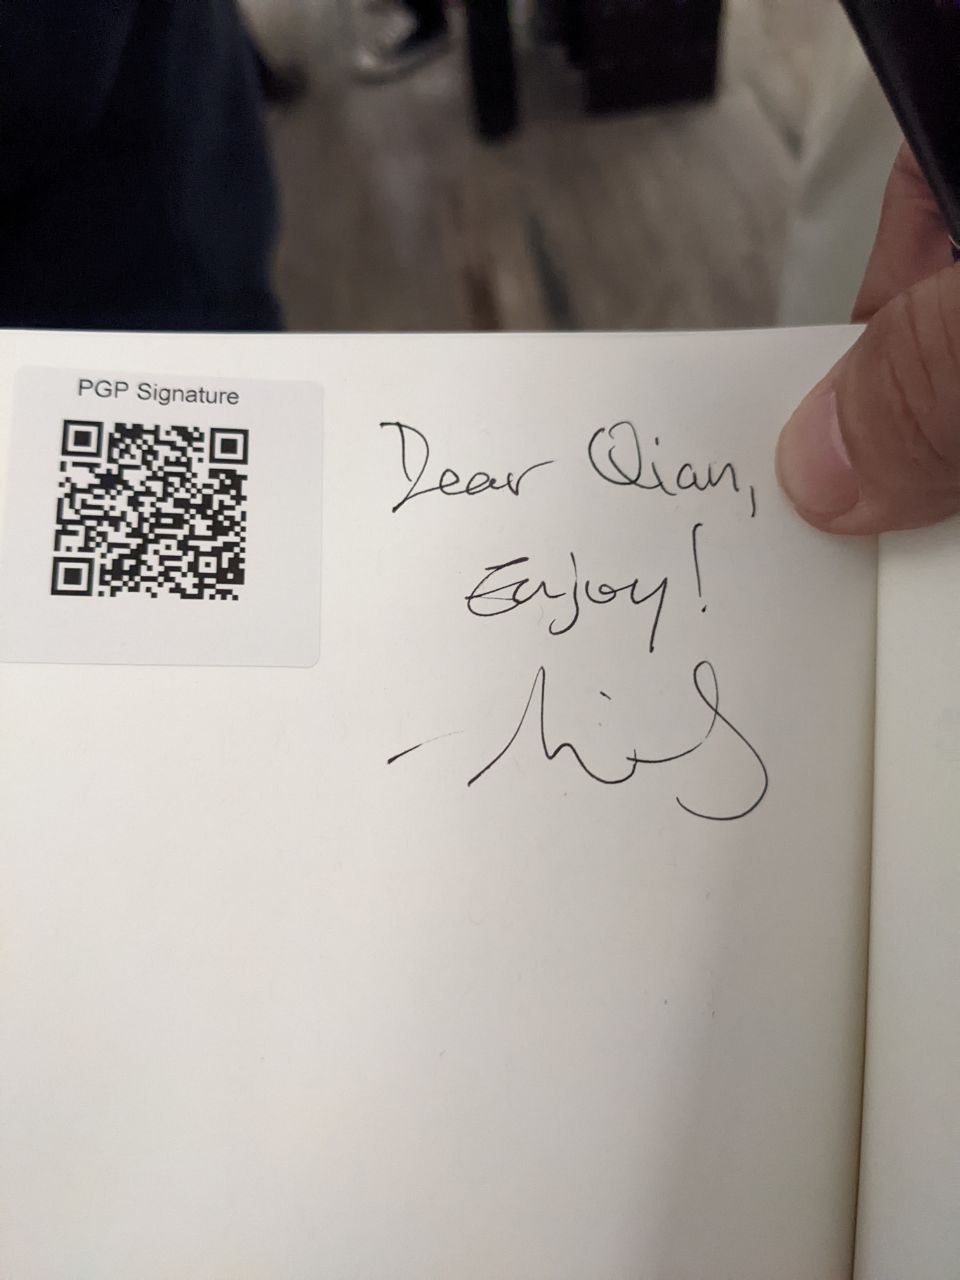 PGP Signature
Dear Qian,
Enjoy!